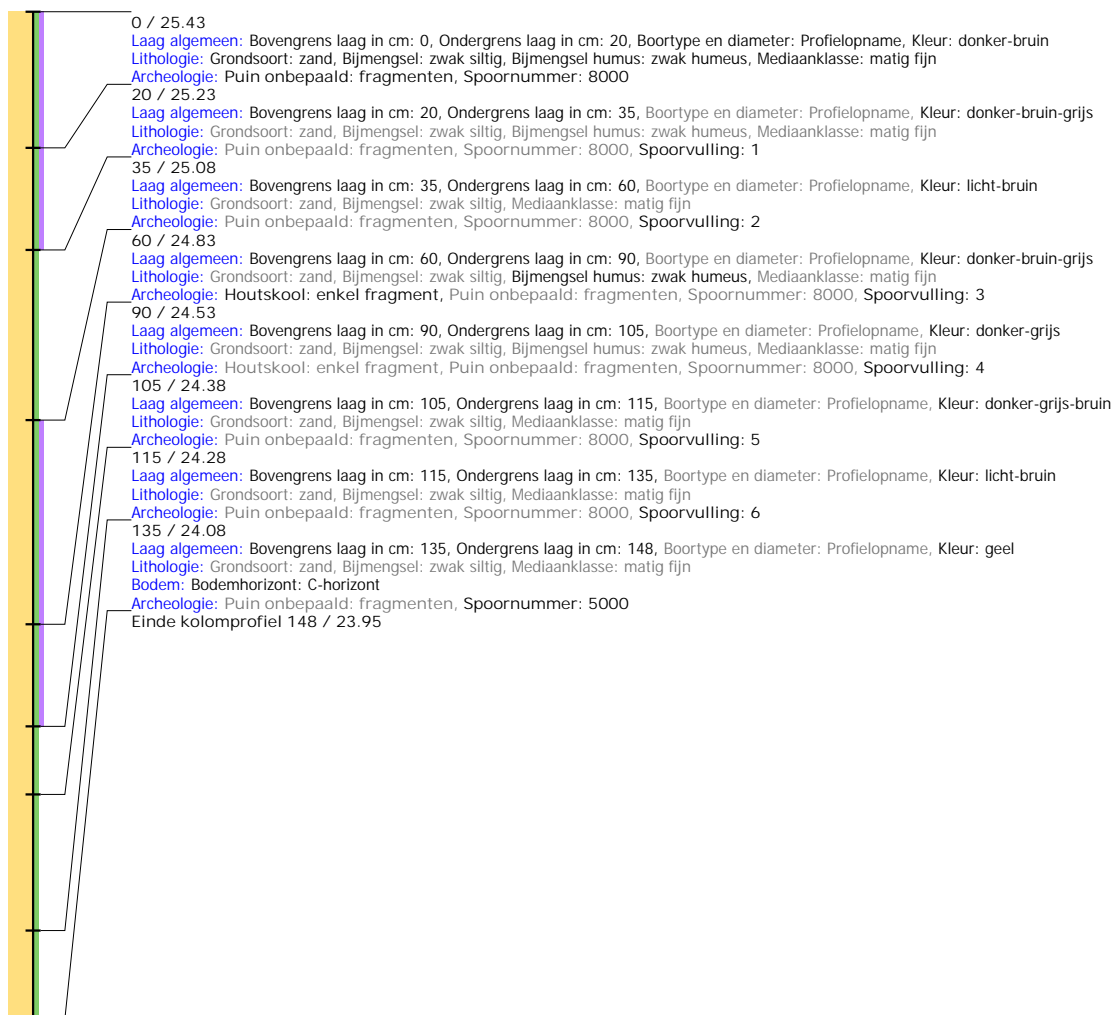 0 / 25.43
Laag algemeen: Bovengrens laag in cm: 0, Ondergrens laag in cm: 20, Boortype en diameter: Profielopname, Kleur: donker-bruin
Lithologie: Grondsoort: zand, Bijmengsel: zwak siltig, Bijmengsel humus: zwak humeus, Mediaanklasse: matig fijn
Archeologie: Puin onbepaald: fragmenten, Spoornummer: 8000
20 / 25.23
Laag algemeen: Bovengrens laag in cm: 20, Ondergrens laag in cm: 35, Boortype en diameter: Profielopname, Kleur: donker-bruin-grijs
Lithologie: Grondsoort: zand, Bijmengsel: zwak siltig, Bijmengsel humus: zwak humeus, Mediaanklasse: matig fijn
Archeologie: Puin onbepaald: fragmenten, Spoornummer: 8000, Spoorvulling: 1
35 / 25.08
Laag algemeen: Bovengrens laag in cm: 35, Ondergrens laag in cm: 60, Boortype en diameter: Profielopname, Kleur: licht-bruin
Lithologie: Grondsoort: zand, Bijmengsel: zwak siltig, Mediaanklasse: matig fijn
Archeologie: Puin onbepaald: fragmenten, Spoornummer: 8000, Spoorvulling: 2
60 / 24.83
Laag algemeen: Bovengrens laag in cm: 60, Ondergrens laag in cm: 90, Boortype en diameter: Profielopname, Kleur: donker-bruin-grijs
Lithologie: Grondsoort: zand, Bijmengsel: zwak siltig, Bijmengsel humus: zwak humeus, Mediaanklasse: matig fijn
Archeologie: Houtskool: enkel fragment, Puin onbepaald: fragmenten, Spoornummer: 8000, Spoorvulling: 3
90 / 24.53
Laag algemeen: Bovengrens laag in cm: 90, Ondergrens laag in cm: 105, Boortype en diameter: Profielopname, Kleur: donker-grijs
Lithologie: Grondsoort: zand, Bijmengsel: zwak siltig, Bijmengsel humus: zwak humeus, Mediaanklasse: matig fijn
Archeologie: Houtskool: enkel fragment, Puin onbepaald: fragmenten, Spoornummer: 8000, Spoorvulling: 4
105 / 24.38
Laag algemeen: Bovengrens laag in cm: 105, Ondergrens laag in cm: 115, Boortype en diameter: Profielopname, Kleur: donker-grijs-bruin
Lithologie: Grondsoort: zand, Bijmengsel: zwak siltig, Mediaanklasse: matig fijn
Archeologie: Puin onbepaald: fragmenten, Spoornummer: 8000, Spoorvulling: 5
115 / 24.28
Laag algemeen: Bovengrens laag in cm: 115, Ondergrens laag in cm: 135, Boortype en diameter: Profielopname, Kleur: licht-bruin
Lithologie: Grondsoort: zand, Bijmengsel: zwak siltig, Mediaanklasse: matig fijn
Archeologie: Puin onbepaald: fragmenten, Spoornummer: 8000, Spoorvulling: 6
135 / 24.08
Laag algemeen: Bovengrens laag in cm: 135, Ondergrens laag in cm: 148, Boortype en diameter: Profielopname, Kleur: geel
Lithologie: Grondsoort: zand, Bijmengsel: zwak siltig, Mediaanklasse: matig fijn
Bodem: Bodemhorizont: C-horizont
Archeologie: Puin onbepaald: fragmenten, Spoornummer: 5000
Einde kolomprofiel 148 / 23.95